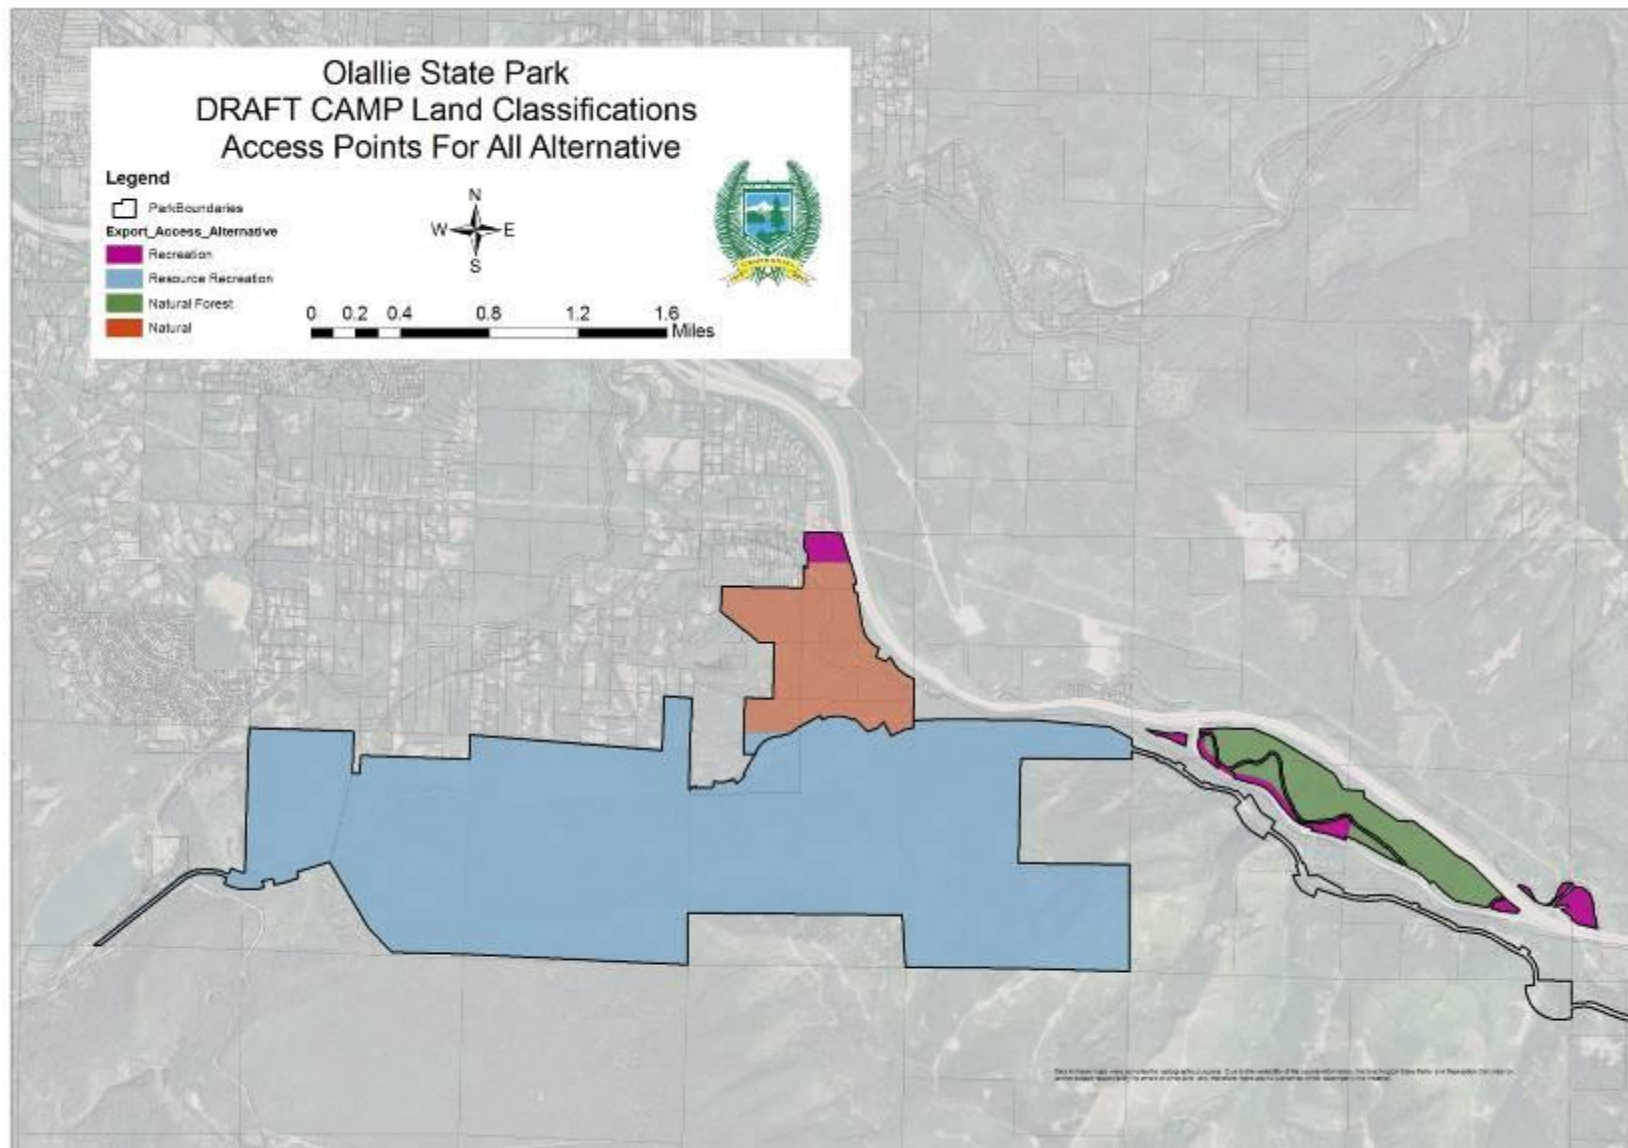 Olallie State Park
DRAFT CAMP Land Classifications
Access Points For All Alternative
Legend
ParkBoundaries
Export_Access_Alternative
Recreation
Resource Recreation
Natural Forest
Natural
N
W E
S
0 0.2 0.4 0.8 1.2 1.6
Miles